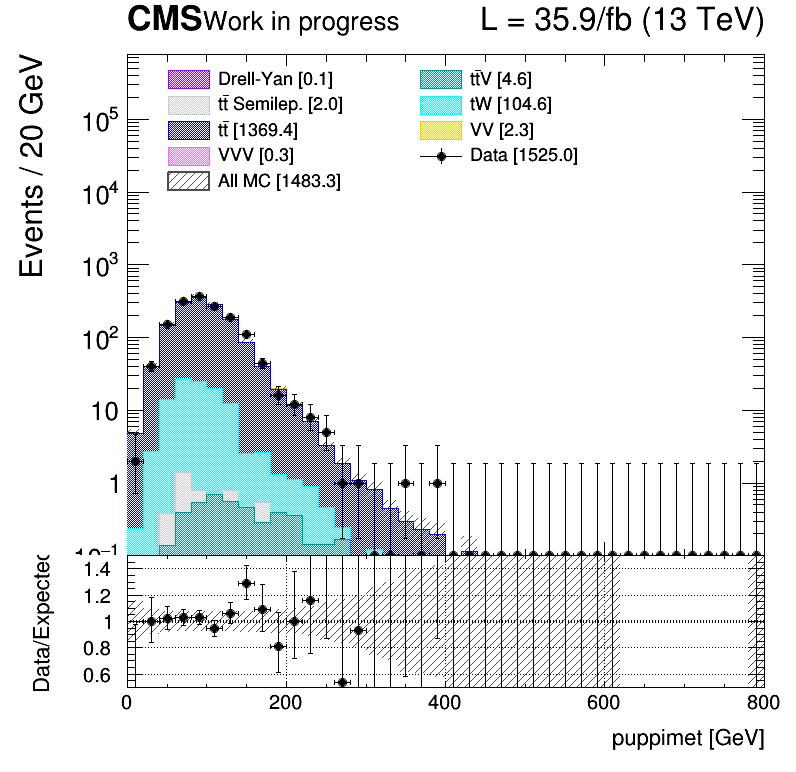 CMS Work in progress L = 35.9/fb (13 TeV)
Events / 20 GeV
Drell-Yan [0.1]
tt̄V [4.6]
tt̄ Semilep. [2.0]
tW [104.6]
tt̄ [1369.4]
VV [2.3]
VVV [0.3]
Data [1525.0]
All MC [1483.3]
10⁵
10⁴
10³
10²
10
1
10⁻¹
Data/Expected
1.4
1.2
1
0.8
0.6
0 200 400 600 800
puppimet [GeV]